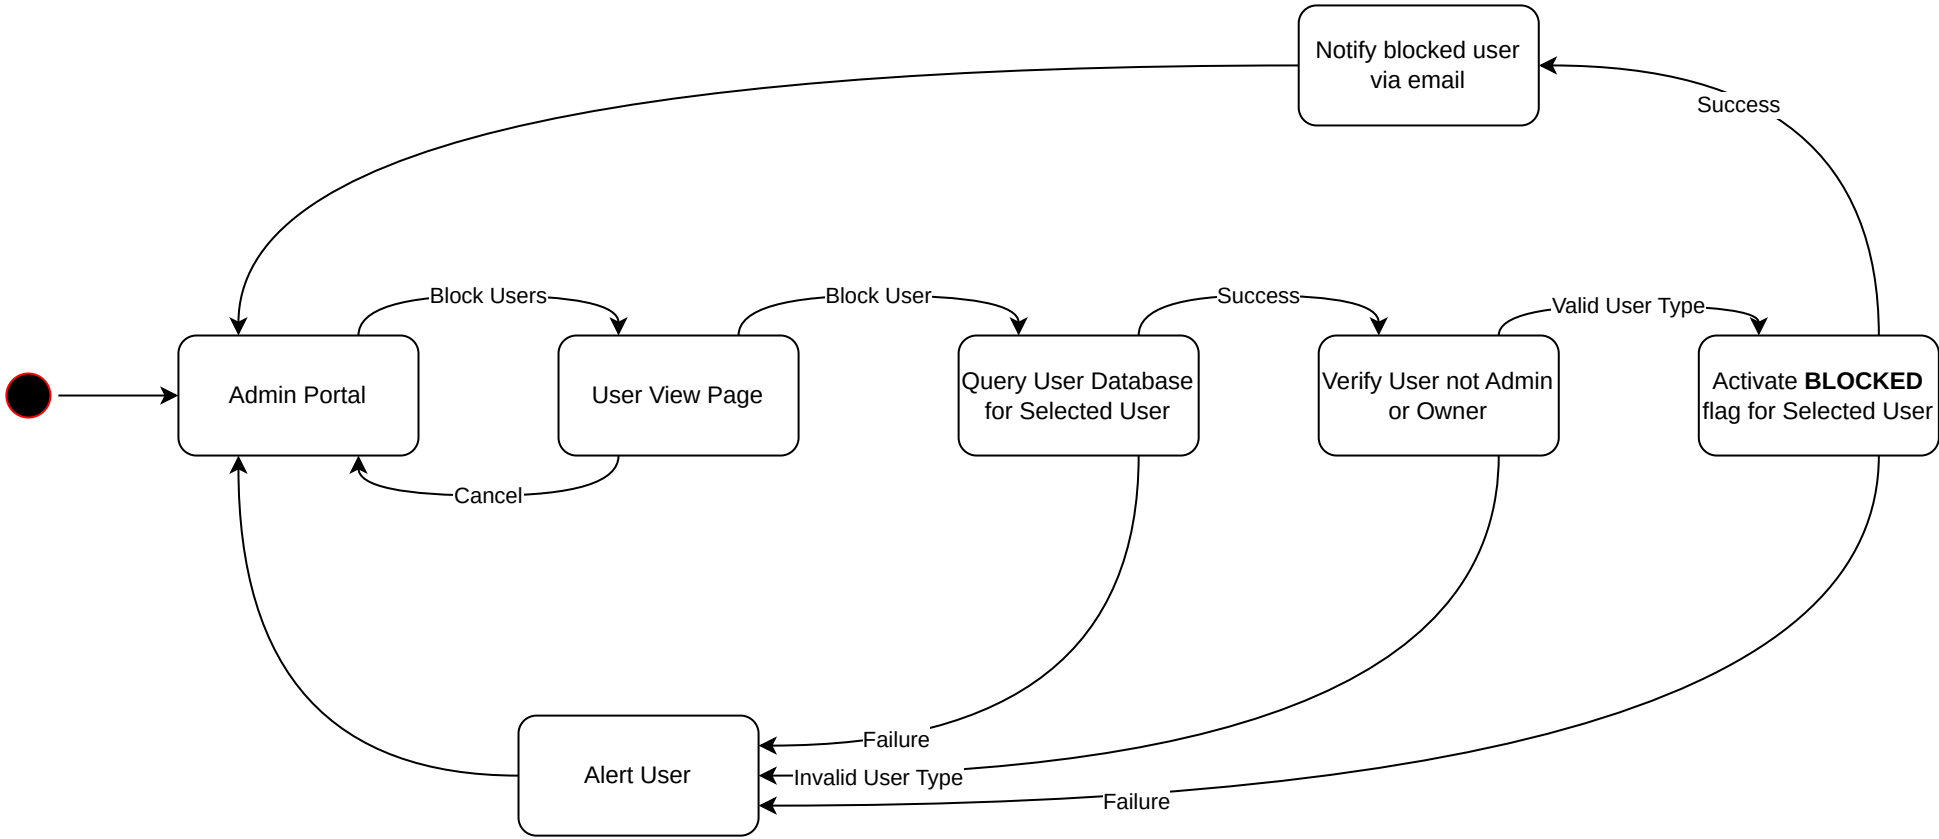 Notify blocked user
via email
Success
Block Users
Block User
Success
Valid User Type
Admin Portal
User View Page
Query User Database
for Selected User
Verify User not Admin
or Owner
Activate BLOCKED
flag for Selected User
Cancel
Failure
Alert User
Invalid User Type
Failure